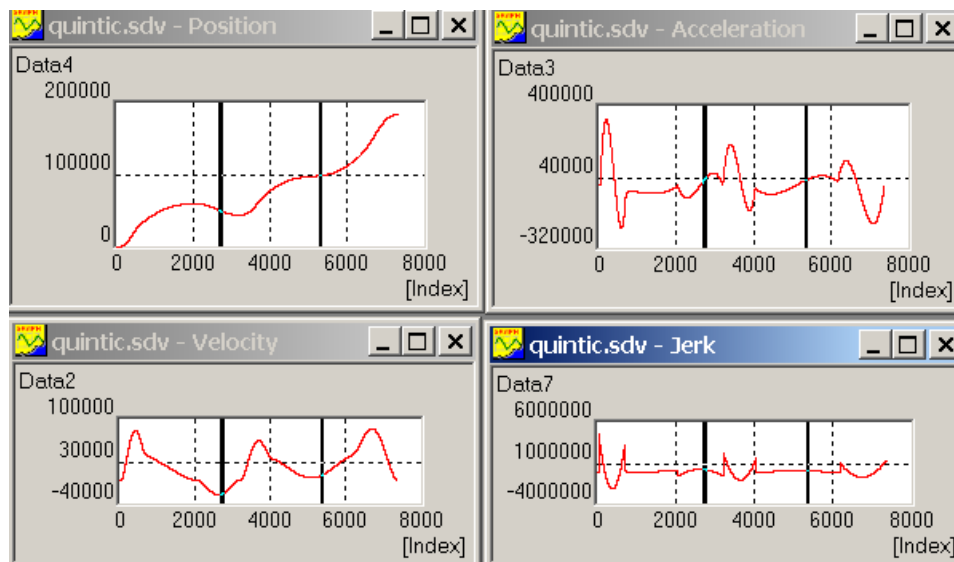 quintic.sdv - Position
Data4
200000
100000
0
0 2000 4000 6000 8000
[Index]
quintic.sdv - Acceleration
Data3
400000
40000
-320000
0 2000 4000 6000 8000
[Index]
quintic.sdv - Velocity
Data2
100000
30000
-40000
0 2000 4000 6000 8000
[Index]
quintic.sdv - Jerk
Data7
6000000
1000000
-4000000
0 2000 4000 6000 8000
[Index]